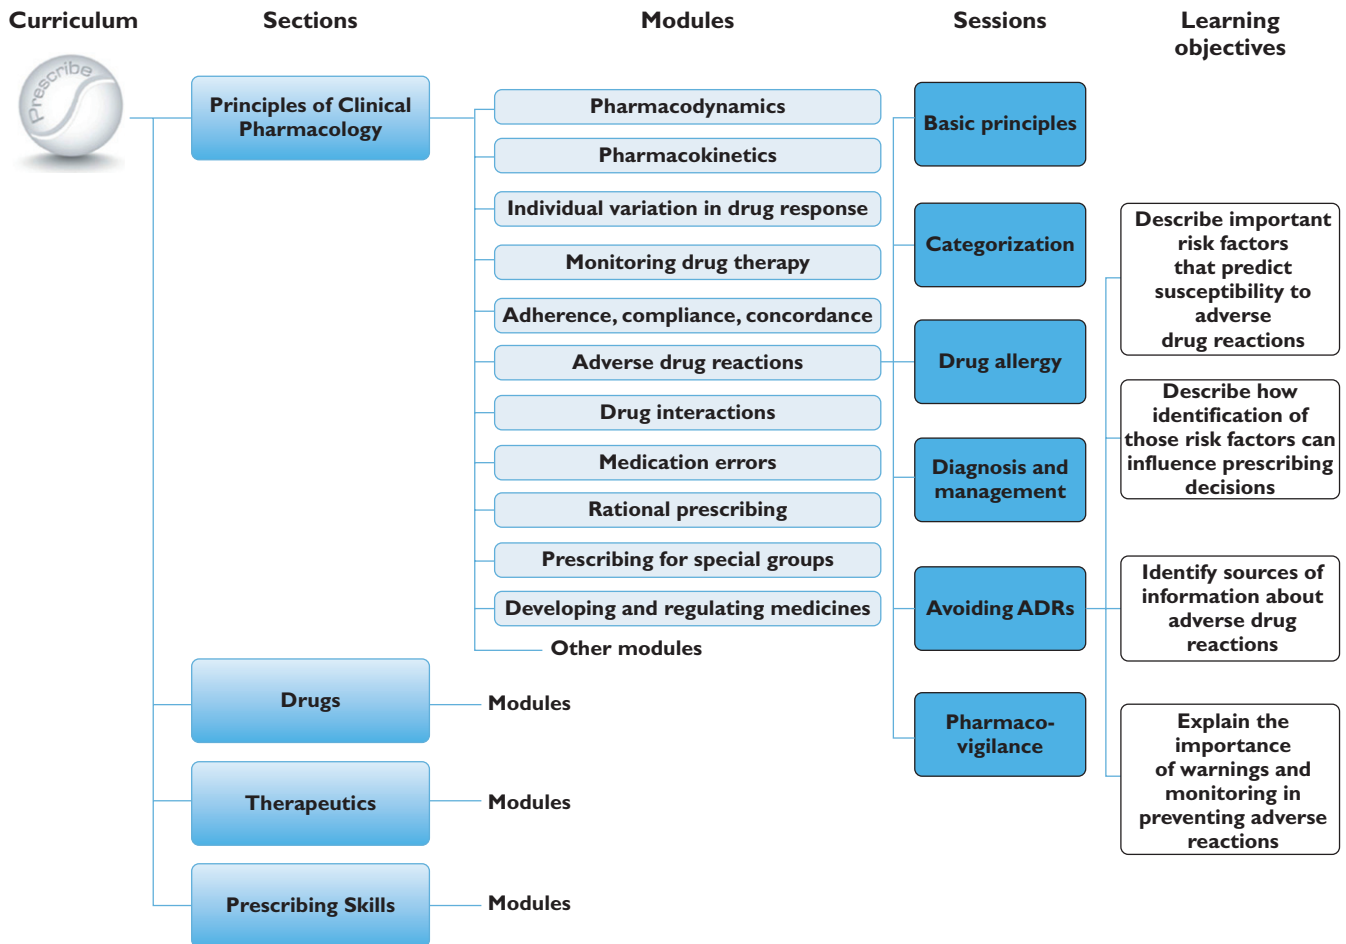 Curriculum
Sections
Modules
Sessions
Learning
objectives
Prescribe
Principles of Clinical
Pharmacology
Pharmacodynamics
Pharmacokinetics
Individual variation in drug response
Monitoring drug therapy
Adherence, compliance, concordance
Adverse drug reactions
Drug interactions
Medication errors
Rational prescribing
Prescribing for special groups
Developing and regulating medicines
Other modules
Basic principles
Categorization
Drug allergy
Diagnosis and
management
Avoiding ADRs
Pharmaco-
vigilance
Describe important
risk factors
that predict
susceptibility to
adverse
drug reactions
Describe how
identification of
those risk factors can
influence prescribing
decisions
Identify sources of
information about
adverse drug
reactions
Explain the
importance
of warnings and
monitoring in
preventing adverse
reactions
Drugs
Modules
Therapeutics
Modules
Prescribing Skills
Modules